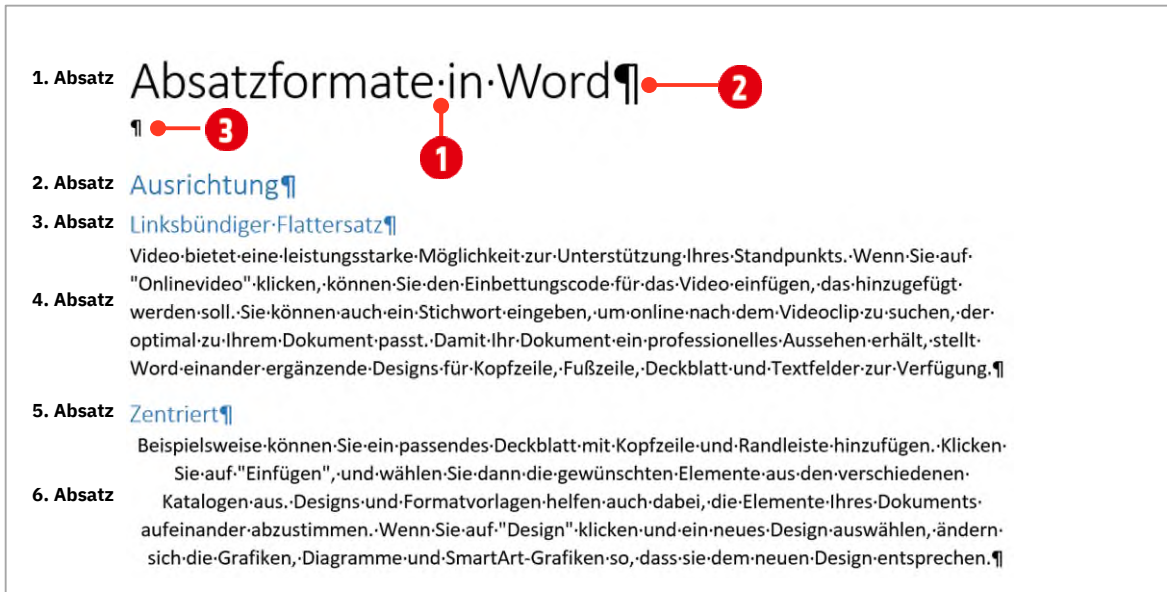 1. Absatz Absatzformate·in·Word¶ 2
¶ 3
1
2. Absatz Ausrichtung¶
3. Absatz Linksbündiger·Flattersatz¶
Video·bietet·eine·leistungsstarke·Möglichkeit·zur·Unterstützung·Ihres·Standpunkts.·Wenn·Sie·auf·
"Onlinevideo"·klicken,·können·Sie·den·Einbettungscode·für·das·Video·einfügen,·das·hinzugefügt·
4. Absatz werden·soll.·Sie·können·auch·ein·Stichwort·eingeben,·um·online·nach·dem·Videoclip·zu·suchen,·der·
optimal·zu·Ihrem·Dokument·passt.·Damit·Ihr·Dokument·ein·professionelles·Aussehen·erhält,·stellt·
Word·einander·ergänzende·Designs·für·Kopfzeile,·Fußzeile,·Deckblatt·und·Textfelder·zur·Verfügung.¶
5. Absatz Zentriert¶
Beispielsweise·können·Sie·ein·passendes·Deckblatt·mit·Kopfzeile·und·Randleiste·hinzufügen.·Klicken·
Sie·auf·"Einfügen",·und·wählen·Sie·dann·die·gewünschten·Elemente·aus·den·verschiedenen·
6. Absatz Katalogen·aus.·Designs·und·Formatvorlagen·helfen·auch·dabei,·die·Elemente·Ihres·Dokuments·
aufeinander·abzustimmen.·Wenn·Sie·auf·"Design"·klicken·und·ein·neues·Design·auswählen,·ändern·
sich·die·Grafiken,·Diagramme·und·SmartArt-Grafiken·so,·dass·sie·dem·neuen·Design·entsprechen.¶